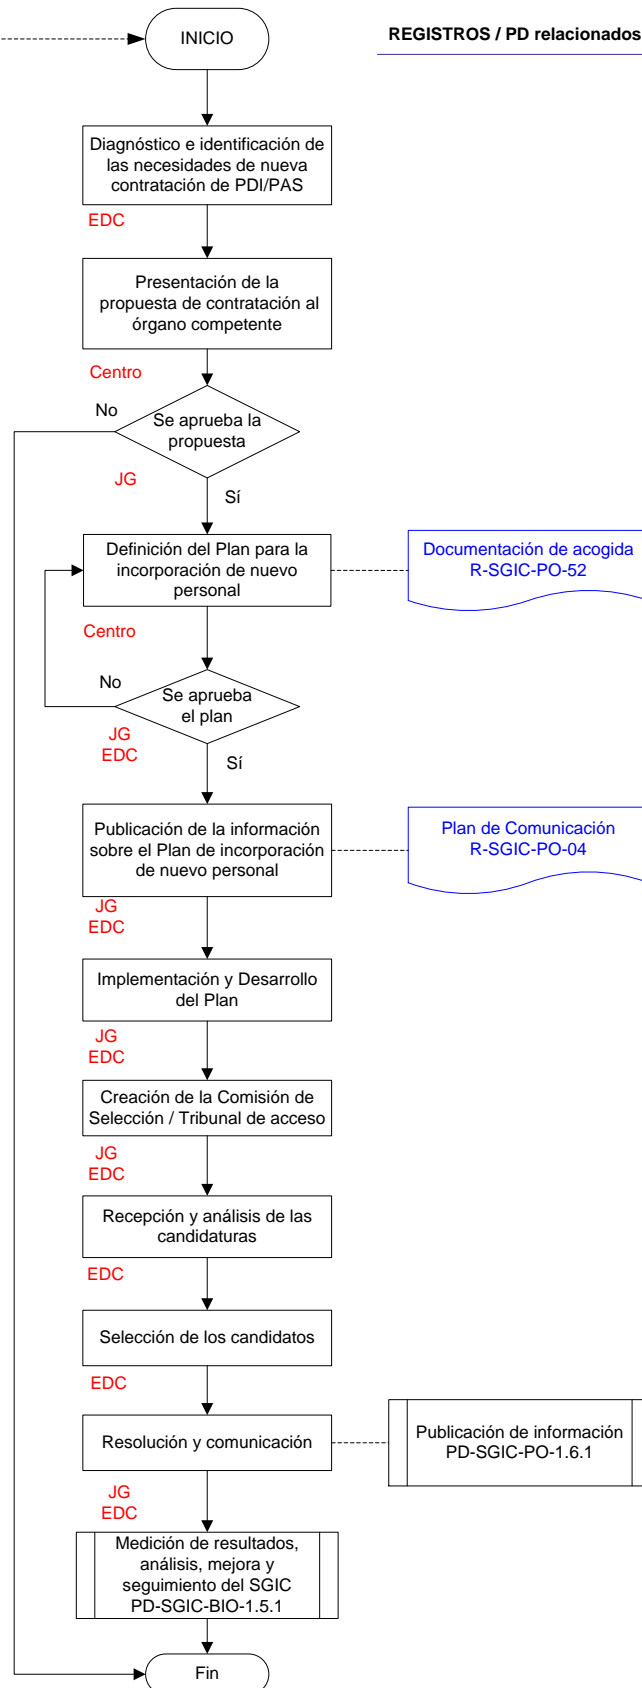 INICIO
REGISTROS / PD relacionados
Diagnóstico e identificación de
las necesidades de nueva
contratación de PDI/PAS
EDC
Presentación de la
propuesta de contratación al
órgano competente
Centro
No
Se aprueba la
propuesta
JG
Sí
Definición del Plan para la
incorporación de nuevo
personal
Documentación de acogida
R-SGIC-PO-52
Centro
No
Se aprueba
el plan
JG
EDC
Sí
Publicación de la información
sobre el Plan de incorporación
de nuevo personal
Plan de Comunicación
R-SGIC-PO-04
JG
EDC
Implementación y Desarrollo
del Plan
JG
EDC
Creación de la Comisión de
Selección / Tribunal de acceso
JG
EDC
Recepción y análisis de las
candidaturas
EDC
Selección de los candidatos
EDC
Resolución y comunicación
Publicación de información
PD-SGIC-PO-1.6.1
JG
EDC
Medición de resultados,
análisis, mejora y
seguimiento del SGIC
PD-SGIC-BIO-1.5.1
Fin